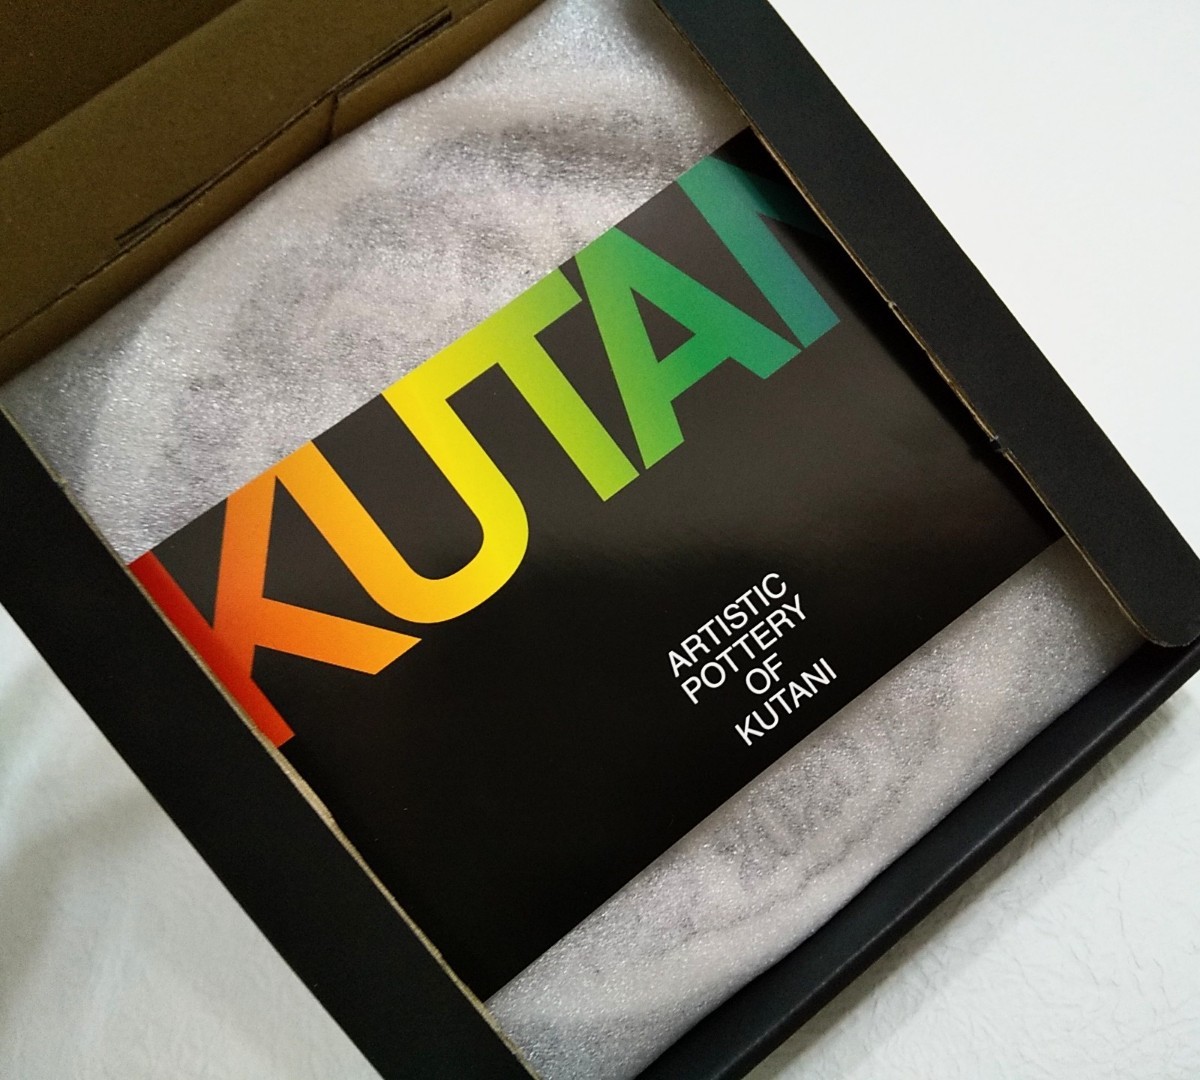 KUTAN
ARTISTIC
POTTERY
OF
KUTANI